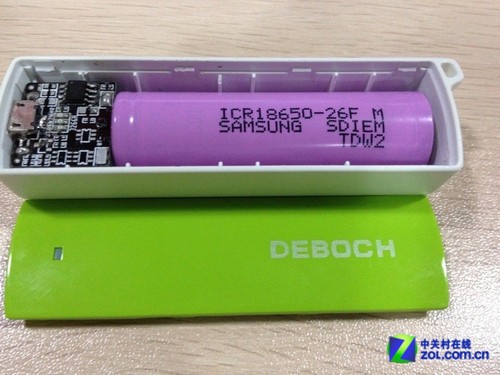 ICR18650-26F M
SAMSUNG SDIEM
TDW2
DEBOCH
中关村在线
zol.com.cn